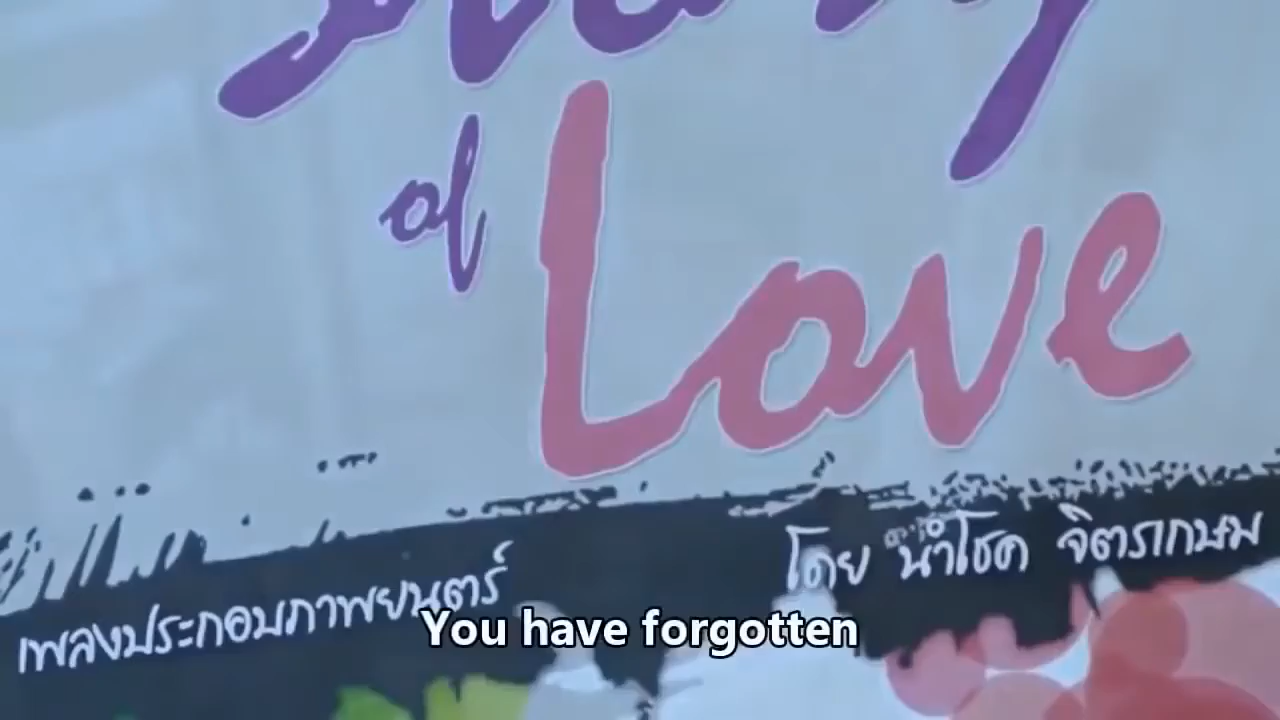 of
Love
เพลงประกอบภาพยนตร์
โดย นำโชค จิตรเกษม
You have forgotten